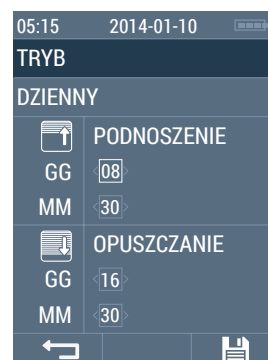 05:15 2014-01-10
TRYB
DZIENNY
PODNOSZENIE
GG 08
MM 30
OPUSZCZANIE
GG 16
MM 30